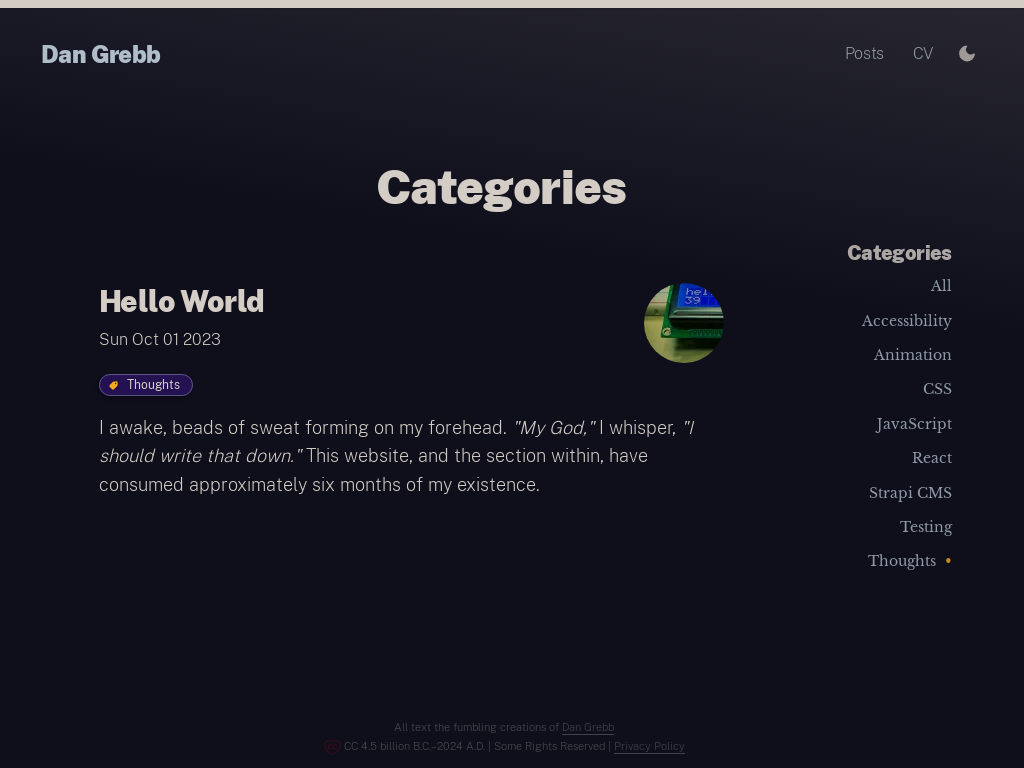 Dan Grebb
Posts
CV
Categories
Hello World
Sun Oct 01 2023
Thoughts
I awake, beads of sweat forming on my forehead. "My God," I whisper, "I
should write that down." This website, and the section within, have
consumed approximately six months of my existence.
39
Categories
All
Accessibility
Animation
CSS
JavaScript
React
Strapi CMS
Testing
Thoughts •
All text the fumbling creations of Dan Grebb
CC 4.5 billion B.C.–2024 A.D. | Some Rights Reserved | Privacy Policy